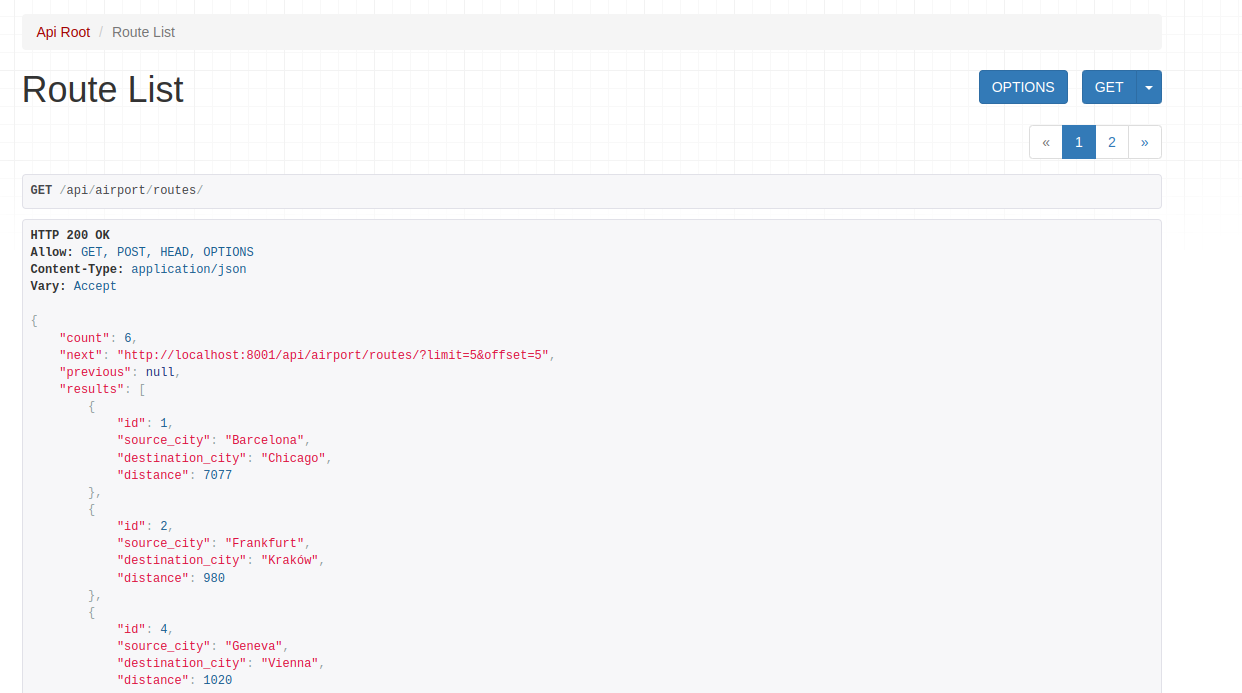 Api Root / Route List
Route List
OPTIONS GET
« 1 2 »
GET /api/airport/routes/
HTTP 200 OK
Allow: GET, POST, HEAD, OPTIONS
Content-Type: application/json
Vary: Accept
{
    "count": 6,
    "next": "http://localhost:8001/api/airport/routes/?limit=5&offset=5",
    "previous": null,
    "results": [
        {
            "id": 1,
            "source_city": "Barcelona",
            "destination_city": "Chicago",
            "distance": 7077
        },
        {
            "id": 2,
            "source_city": "Frankfurt",
            "destination_city": "Kraków",
            "distance": 980
        },
        {
            "id": 4,
            "source_city": "Geneva",
            "destination_city": "Vienna",
            "distance": 1020